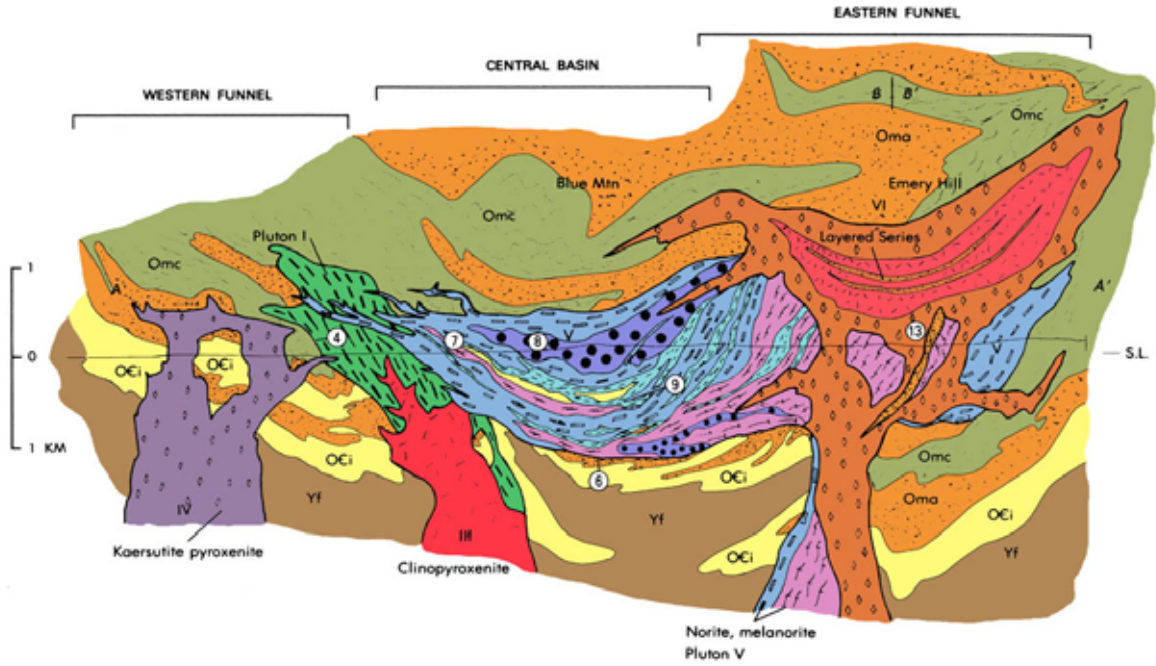 EASTERN FUNNEL
CENTRAL BASIN
WESTERN FUNNEL
B B'
Omc
Oma
Blue Mtn
Emery Hill
VI
Omc
Pluton I
Layered Series
Omc
A
A'
1
0
1 KM
4
7
8
V
13
S.L.
OЄi
OЄi
9
6
OЄi
OЄi
Omc
Yf
Yf
Oma
OЄi
Yf
OЄi
IV
III
Kaersutite pyroxenite
Clinopyroxenite
Norite, melanorite
Pluton V